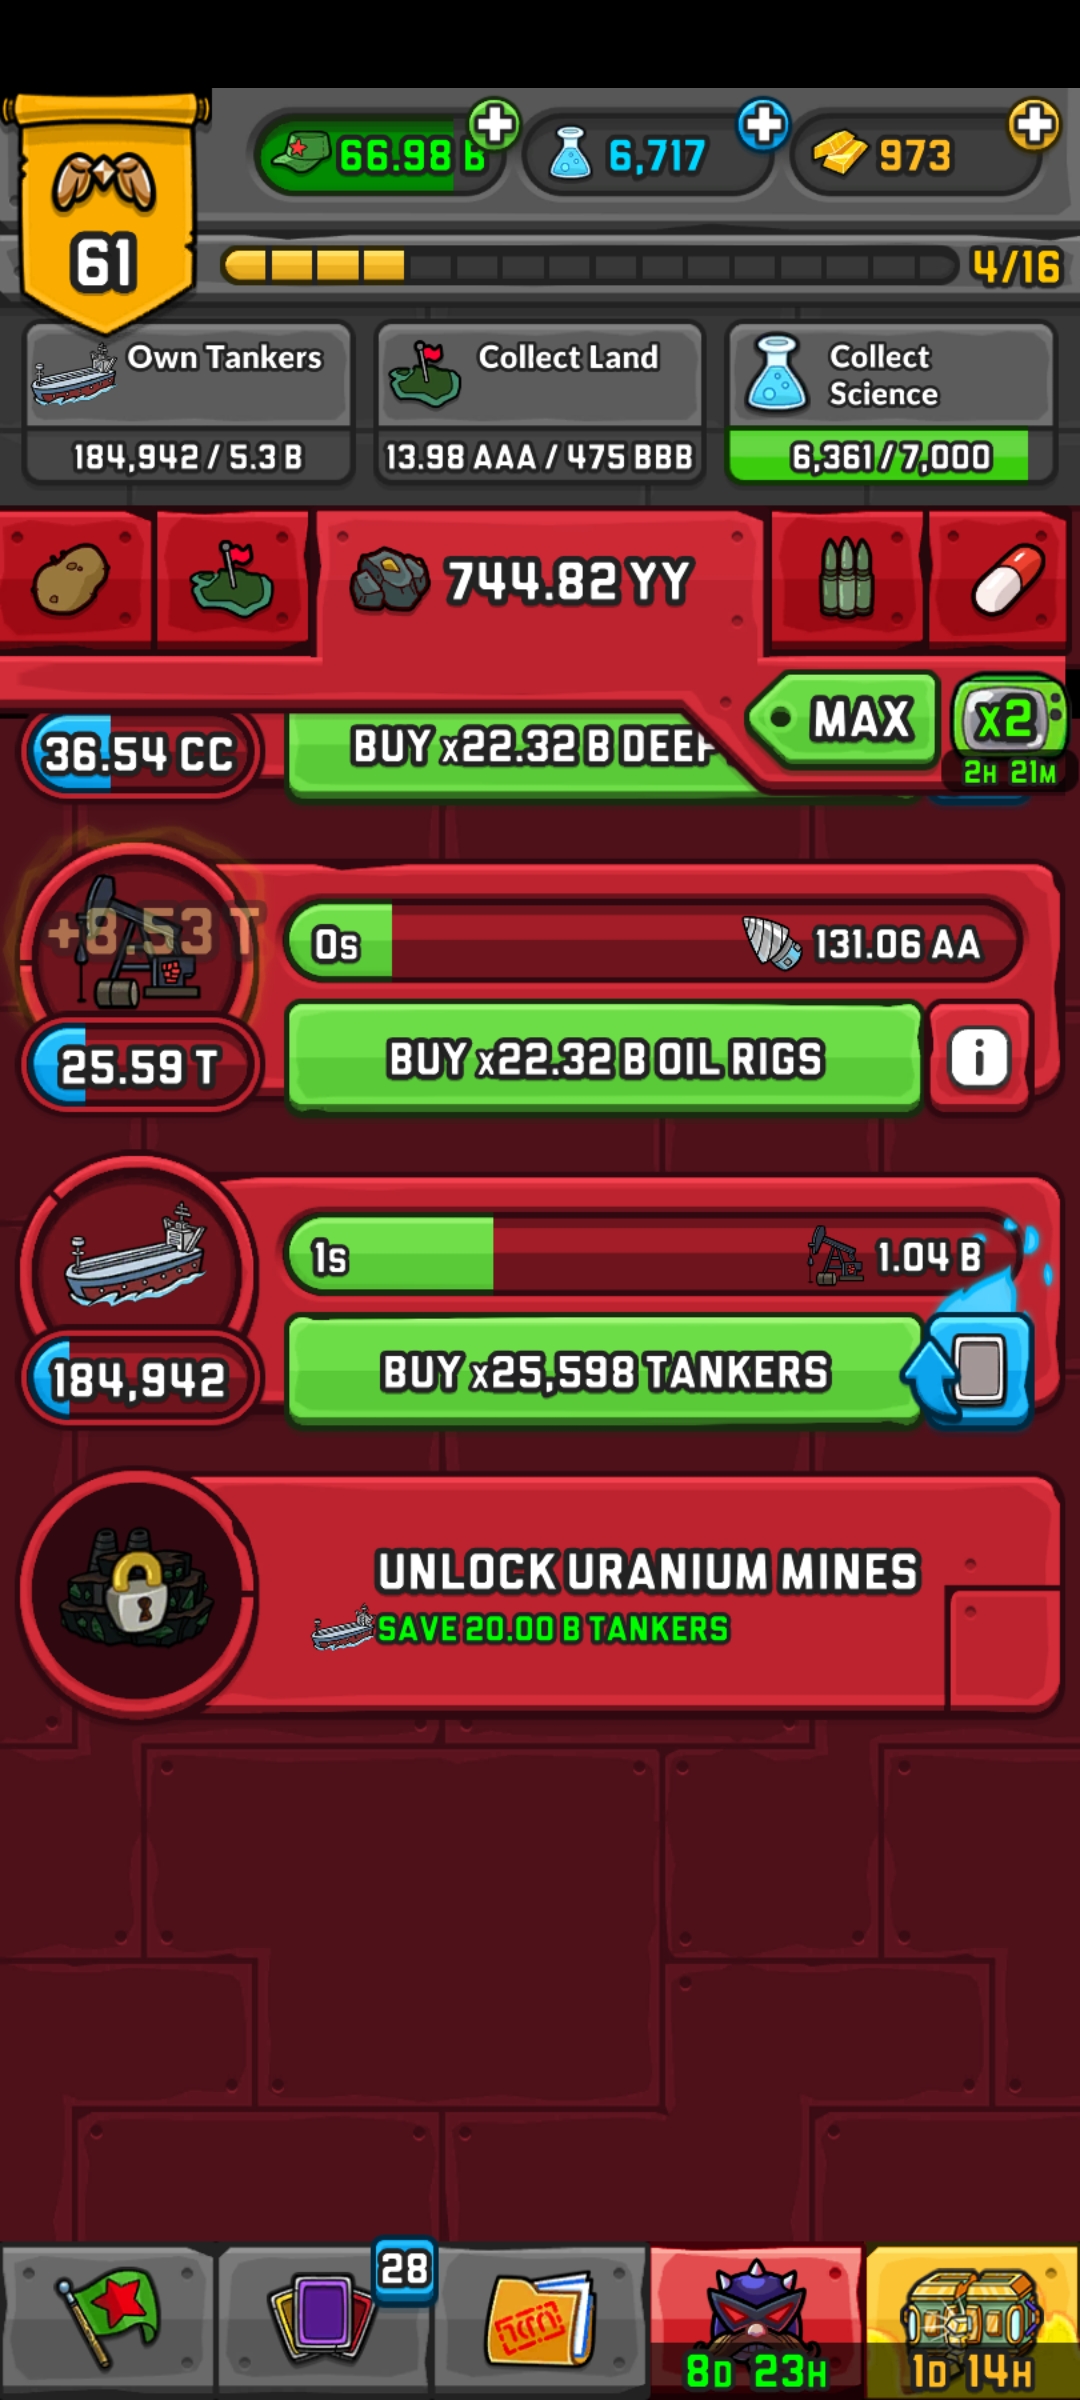 66.98 B
6,717
973
61
4/16
Own Tankers
184,942 / 5.3 B
Collect Land
13.98 AAA / 475 BBB
Collect
Science
6,361 / 7,000
744.82 YY
MAX
x2
2H 21M
36.54 CC
BUY x22.32 B DEEP
+8.53 T
0s
131.06 AA
25.59 T
BUY x22.32 B OIL RIGS
i
1s
1.04 B
184,942
BUY x25,598 TANKERS
UNLOCK URANIUM MINES
SAVE 20.00 B TANKERS
28
8D 23H
1D 14H